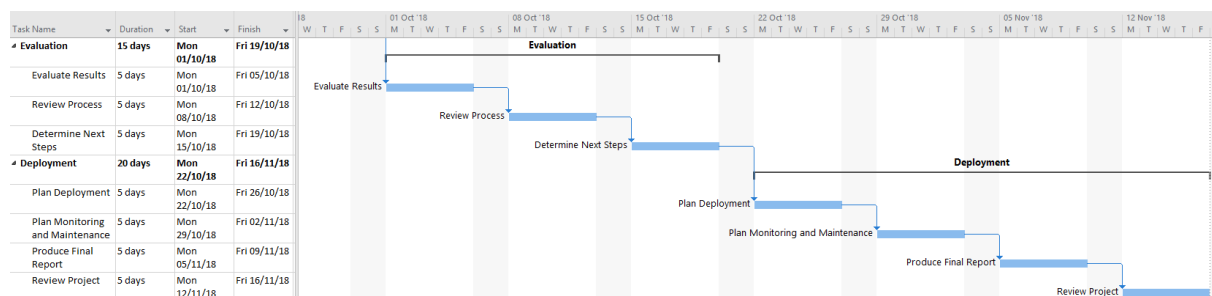 18 01 Oct '18 08 Oct '18 15 Oct '18 22 Oct '18 29 Oct '18 05 Nov '18 12 Nov '18
Task Name Duration Start Finish W T F S S M T W T F S S M T W T F S S M T W T F S S M T W T F S S M T W T F S S M T W T F S S M T W T F
Evaluation 15 days Mon Fri 19/10/18 Evaluation
01/10/18
Evaluate Results 5 days Mon Fri 05/10/18 Evaluate Results
01/10/18
Review Process 5 days Mon Fri 12/10/18 Review Process
08/10/18
Determine Next 5 days Mon Fri 19/10/18 Determine Next Steps
Steps 15/10/18
Deployment 20 days Mon Fri 16/11/18 Deployment
22/10/18
Plan Deployment 5 days Mon Fri 26/10/18 Plan Deployment
22/10/18
Plan Monitoring 5 days Mon Fri 02/11/18 Plan Monitoring and Maintenance
and Maintenance 29/10/18
Produce Final 5 days Mon Fri 09/11/18 Produce Final Report
Report 05/11/18
Review Project 5 days Mon Fri 16/11/18 Review Project
12/11/18